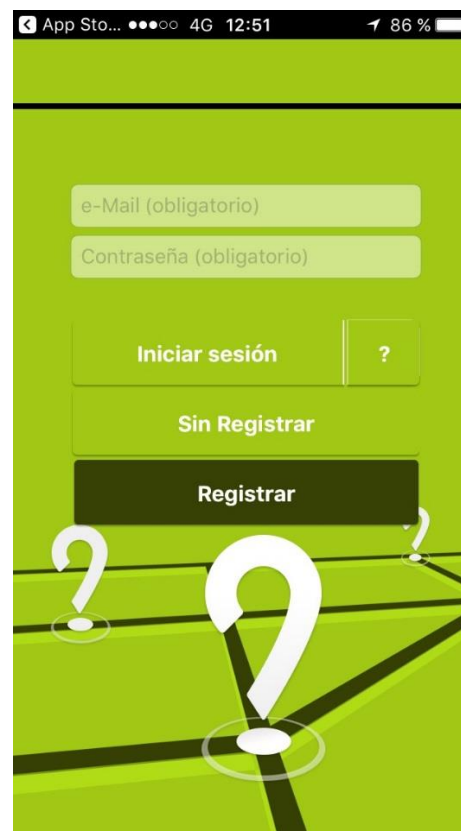 App Sto... 4G 12:51 86 %
e-Mail (obligatorio)
Contraseña (obligatorio)
Iniciar sesión ?
Sin Registrar
Registrar